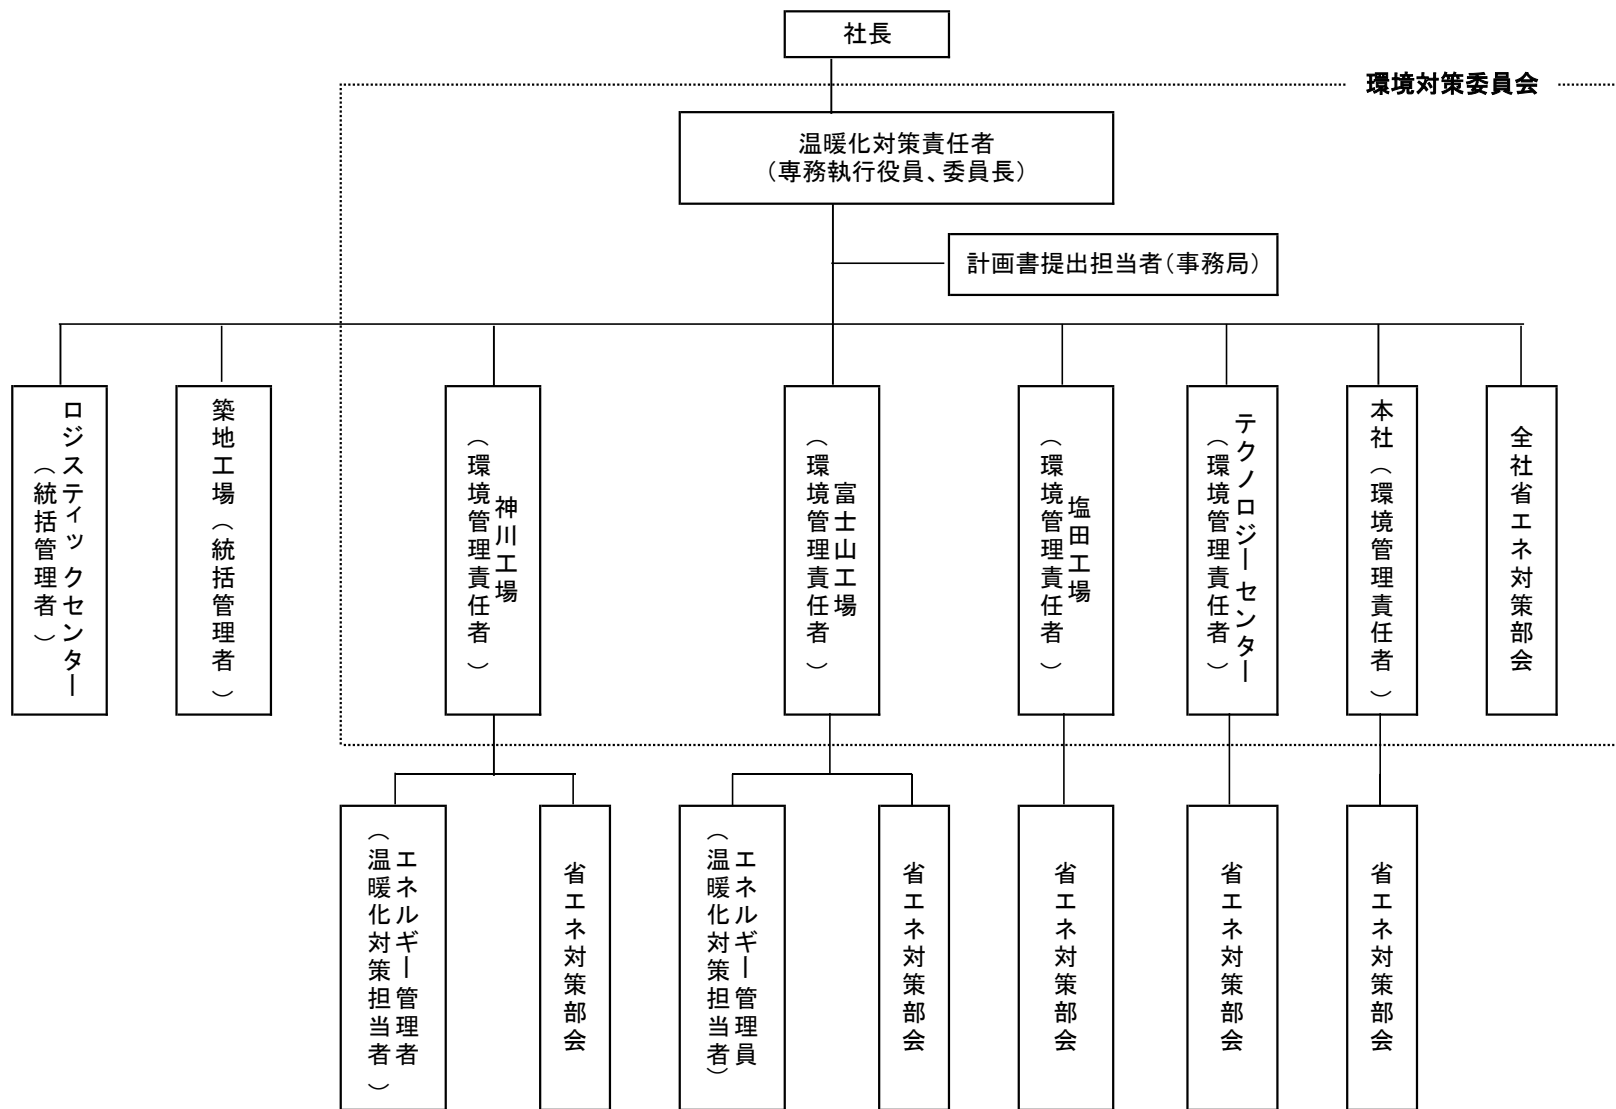 社長
環境対策委員会
温暖化対策責任者
（専務執行役員、委員長）
計画書提出担当者（事務局）
ロジスティックセンター
（統括管理者）
築地工場（統括管理者）
神川工場
（環境管理責任者）
富士山工場
（環境管理責任者）
塩田工場
（環境管理責任者）
テクノロジーセンター
（環境管理責任者）
本社（環境管理責任者）
全社省エネ対策部会
エネルギー管理者
（温暖化対策担当者）
省エネ対策部会
エネルギー管理員
（温暖化対策担当者）
省エネ対策部会
省エネ対策部会
省エネ対策部会
省エネ対策部会